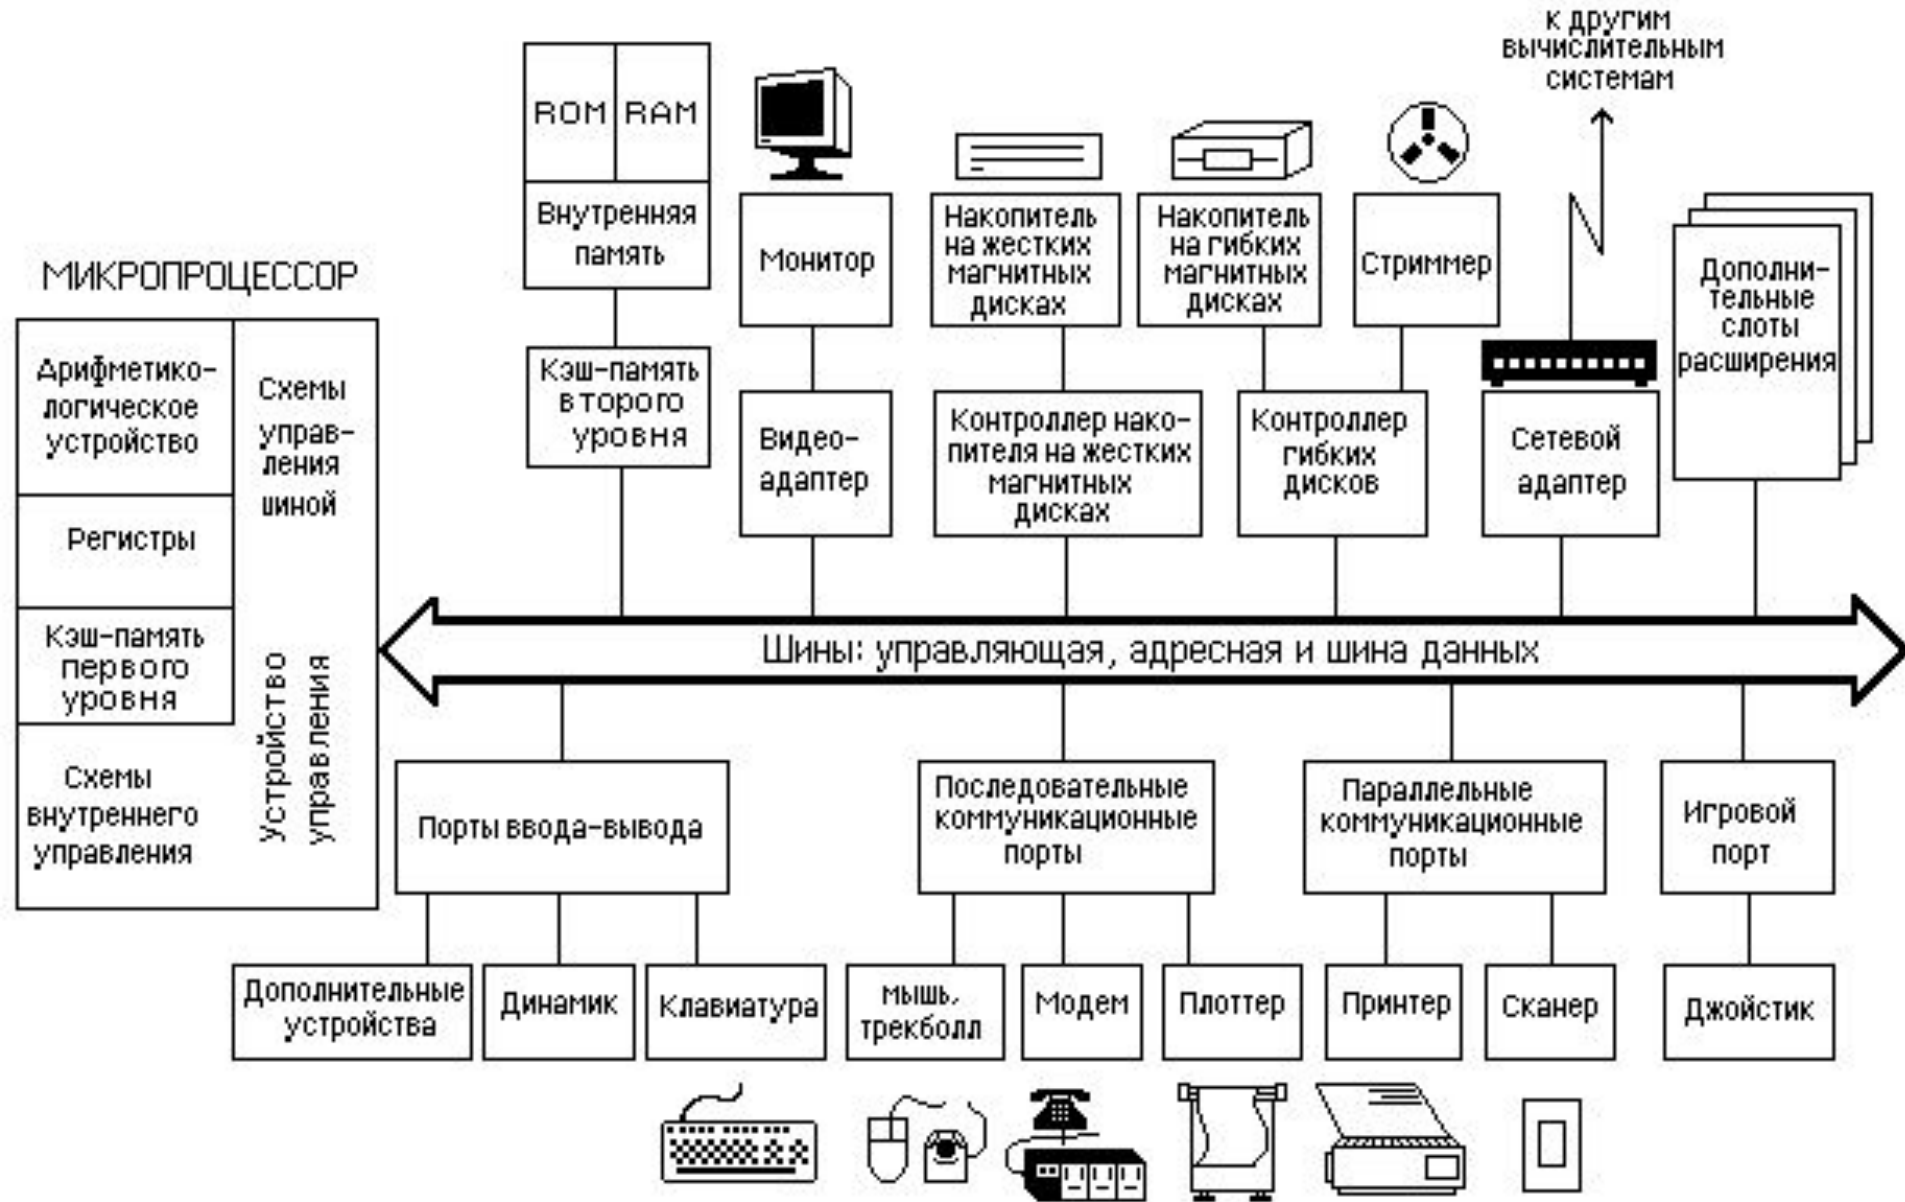 к другим
вычислительным
системам
ROM
RAM
Внутренняя
память
Монитор
Накопитель
на жестких
магнитных
дисках
Накопитель
на гибких
магнитных
дисках
Стриммер
Дополни-
тельные
слоты
расширения
МИКРОПРОЦЕССОР
Арифметико-
логическое
устройство
Схемы
управ-
ления
шиной
Регистры
Кэш-память
первого
уровня
Устройство
управления
Схемы
внутреннего
управления
Кэш-память
второго
уровня
Видео-
адаптер
Контроллер нако-
пителя на жестких
магнитных
дисках
Контроллер
гибких
дисков
Сетевой
адаптер
Шины: управляющая, адресная и шина данных
Порты ввода-вывода
Последовательные
коммуникационные
порты
Параллельные
коммуникационные
порты
Игровой
порт
Дополнительные
устройства
Динамик
Клавиатура
мышь,
трекболл
Модем
Плоттер
Принтер
Сканер
Джойстик